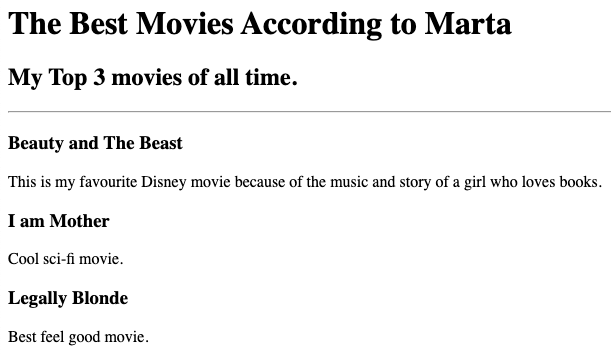 The Best Movies According to Marta
My Top 3 movies of all time.
Beauty and The Beast
This is my favourite Disney movie because of the music and story of a girl who loves books.
I am Mother
Cool sci-fi movie.
Legally Blonde
Best feel good movie.